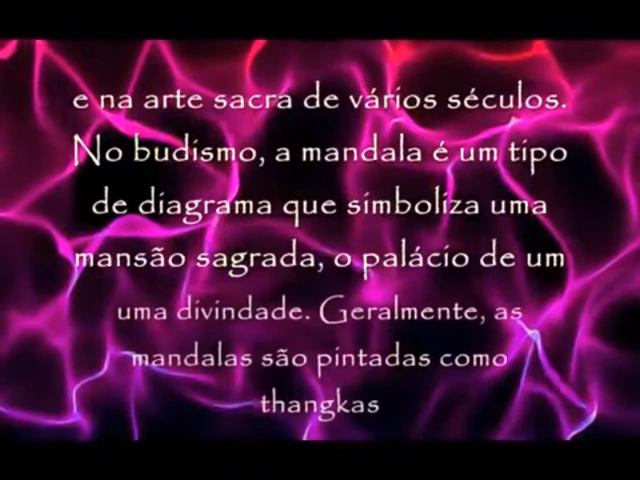 e na arte sacra de vários séculos.
No budismo, a mandala é um tipo
de diagrama que simboliza uma
mansão sagrada, o palácio de um
uma divindade. Geralmente, as
mandalas são pintadas como
thangkas